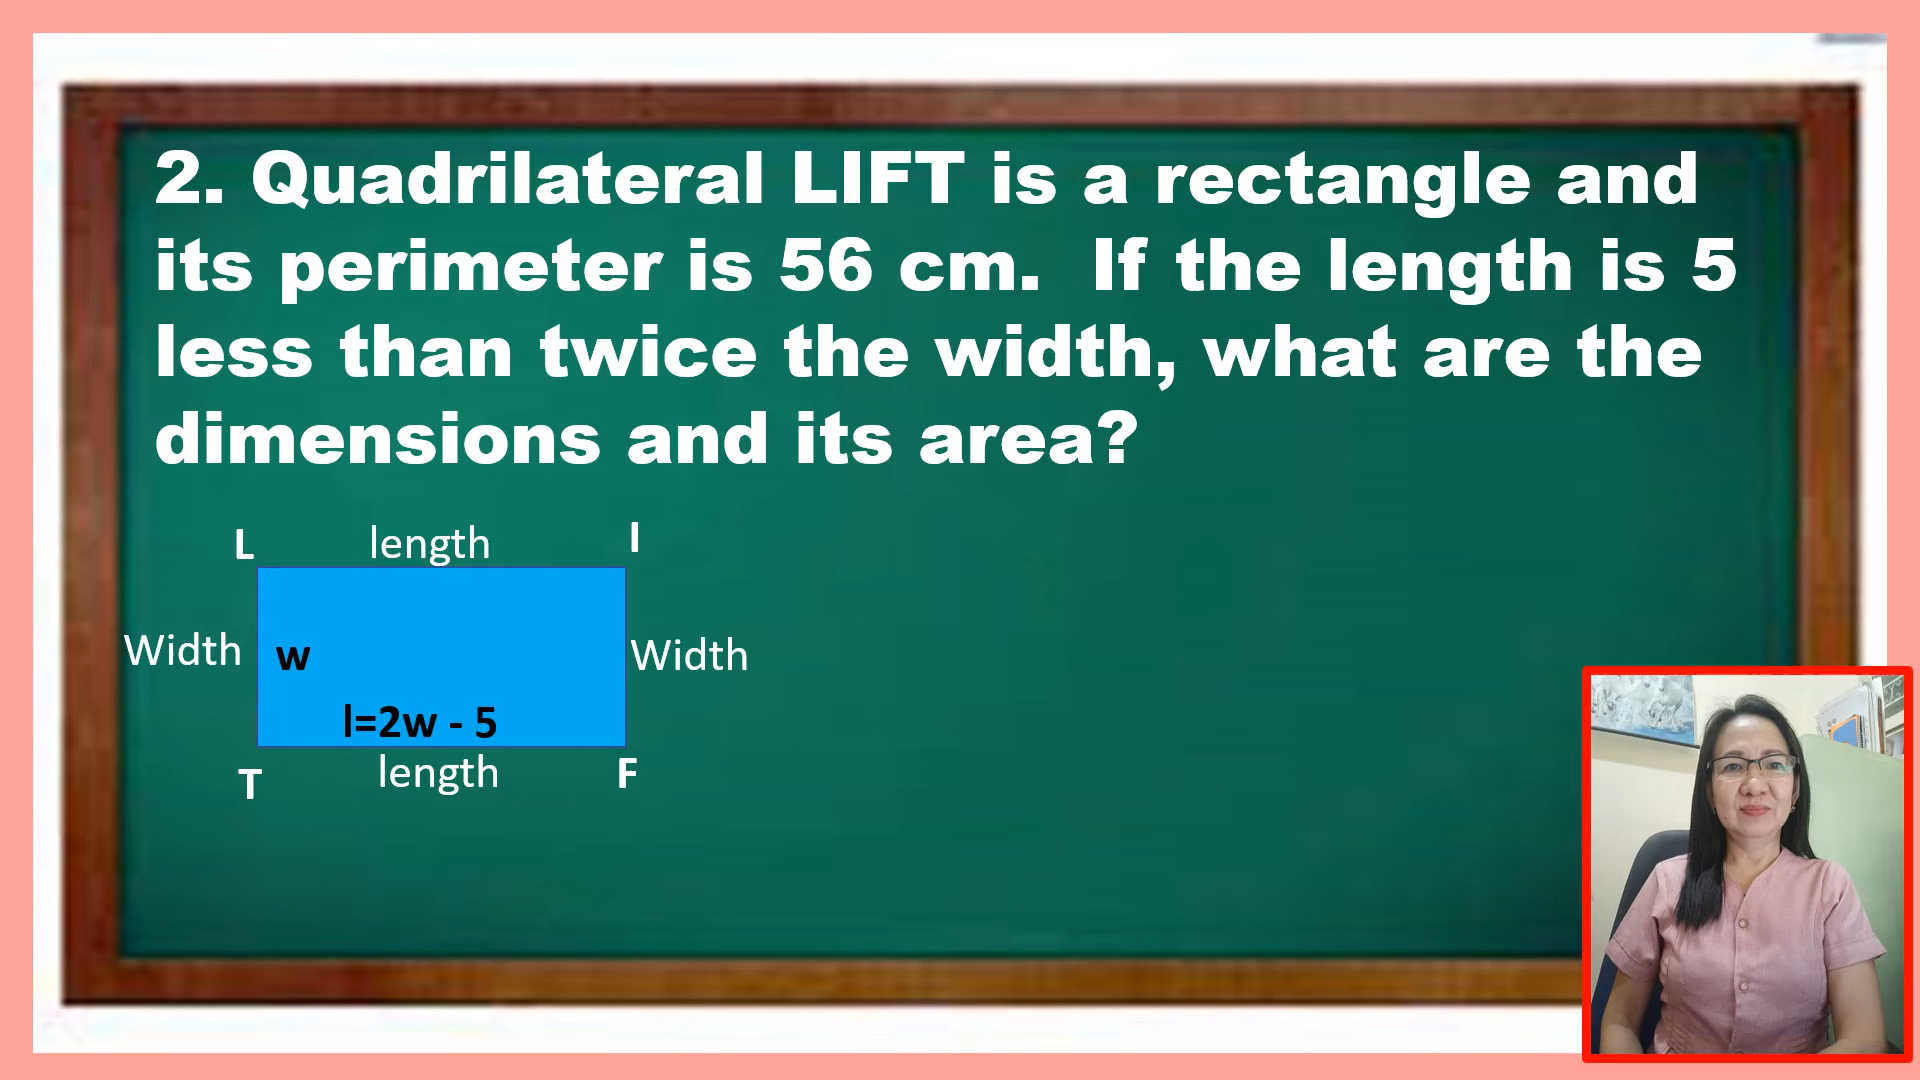 2. Quadrilateral LIFT is a rectangle and
its perimeter is 56 cm. If the length is 5
less than twice the width, what are the
dimensions and its area?
L length I
Width w Width
l=2w - 5
T length F